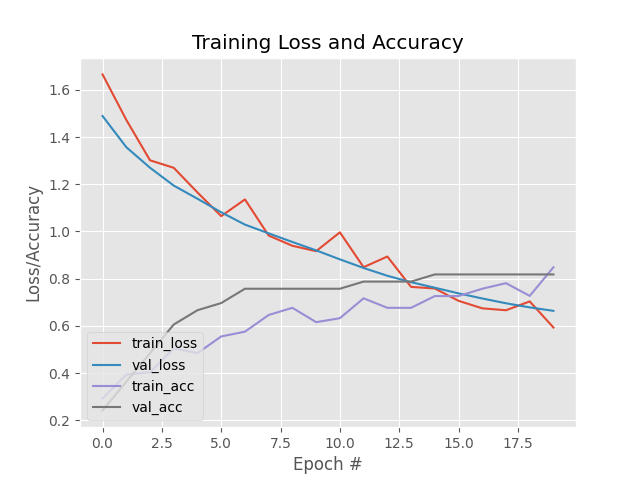 Training Loss and Accuracy
Loss/Accuracy
1.6
1.4
1.2
1.0
0.8
0.6
0.4
0.2
train_loss
val_loss
train_acc
val_acc
0.0 2.5 5.0 7.5 10.0 12.5 15.0 17.5
Epoch #